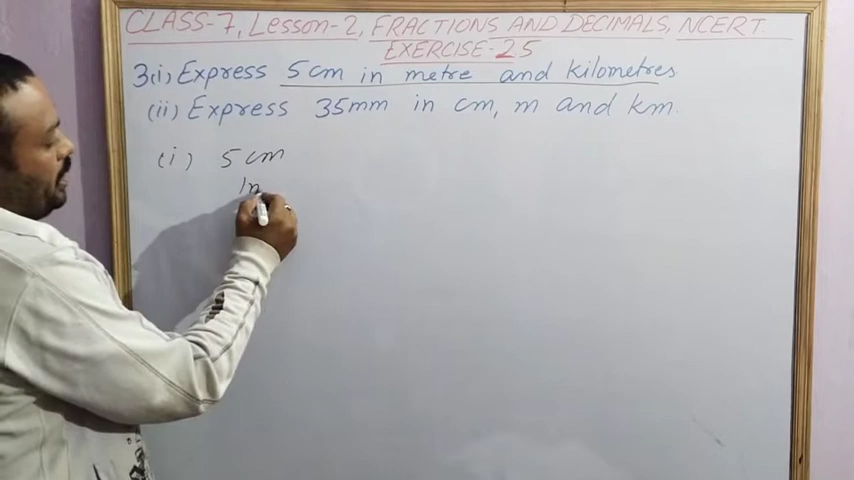 CLASS-7, LESSON-2, FRACTIONS AND DECIMALS, NCERT
EXERCISE-2.5
3(i) Express 5cm in metre and kilometres
(ii) Express 35mm in cm, m and km.
(i) 5cm
In